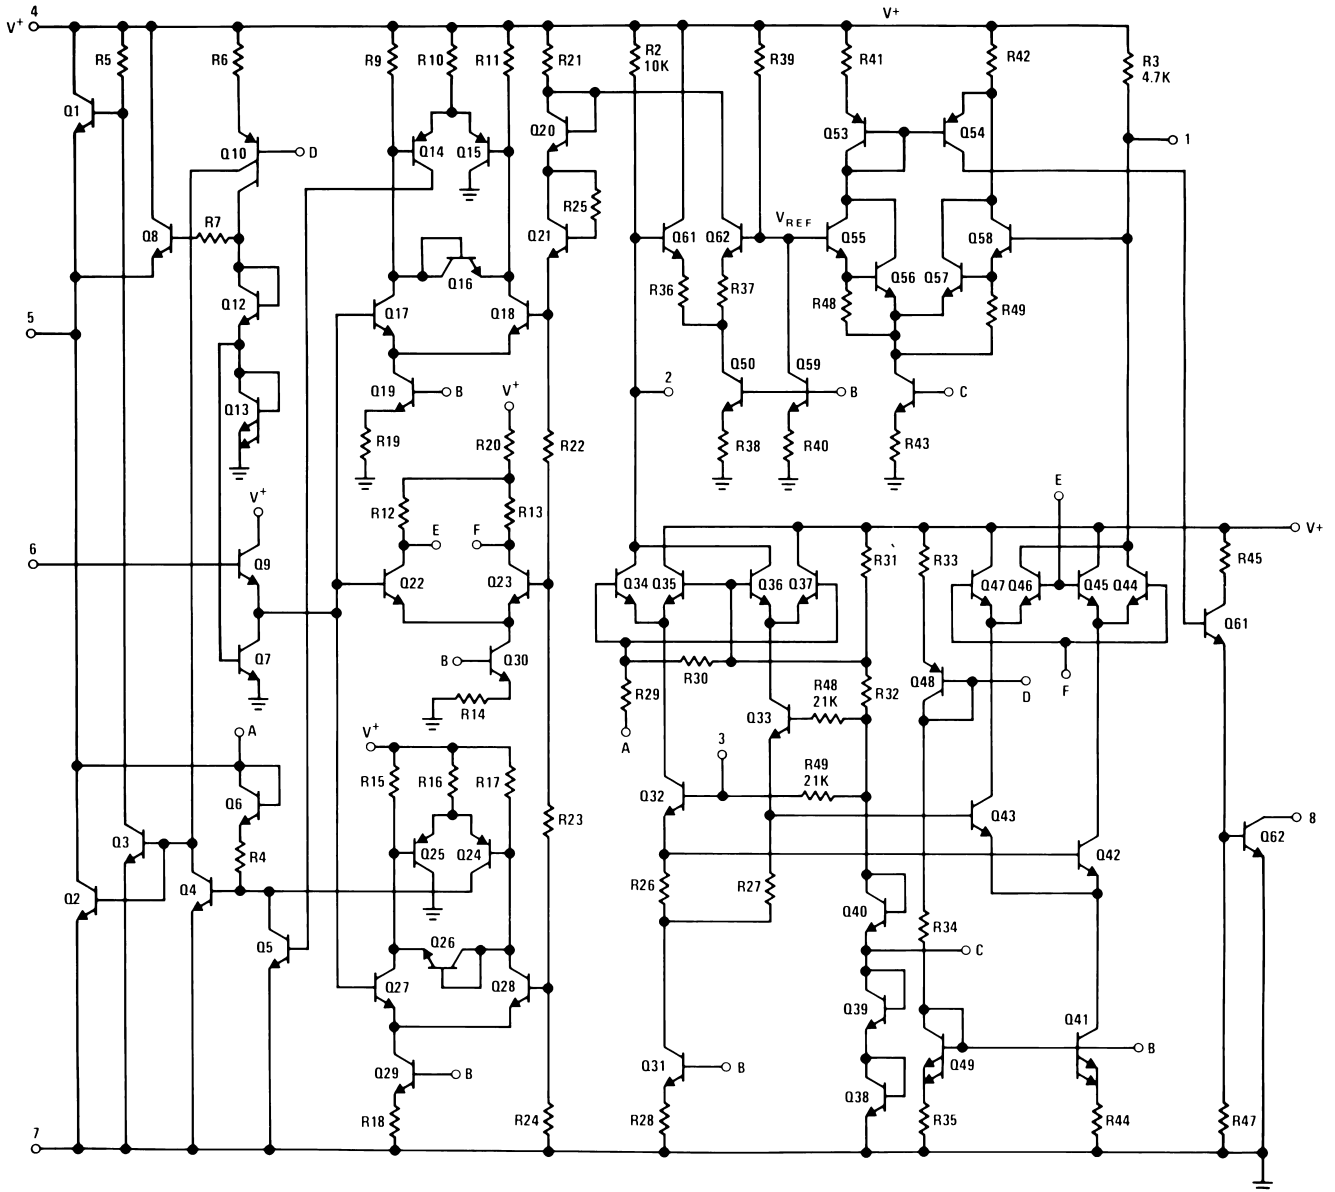 4 V+
V+
R5 R6 R9 R10 R11 R21 R2 10K R39 R41 R42 R3 4.7K
Q1 Q10 D Q14 Q15 Q20 Q53 Q54 1
R25
Q8 R7 Q21 Q61 Q62 VREF Q55 Q58
Q16 R36 R37 Q56 Q57
Q12 Q17 Q18 R48 R49
5
Q50 Q59
Q19 B V+ 2 B C
Q13
R19 R20 R22 R38 R40 R43
E
V+ R12 R13 V+
E F
6 Q9 Q22 Q23 Q34 Q35 Q36 Q37 R31 R33 Q47 Q46 Q45 Q44 R45
Q61
Q7 B Q30 R30 Q48 D F
R29 R48 21K R32
R14 Q33
A V+ A 3
R15 R16 R17 R49 21K
Q6 Q32 Q43 8
R23
Q3 R4 Q25 Q24 Q42 Q62
Q2 Q4 R26 R27
Q40
Q5 Q26 R34
C
Q27 Q28 Q39
Q41
Q29 B Q31 B Q49 B
Q38
7 R18 R24 R28 R35 R44 R47